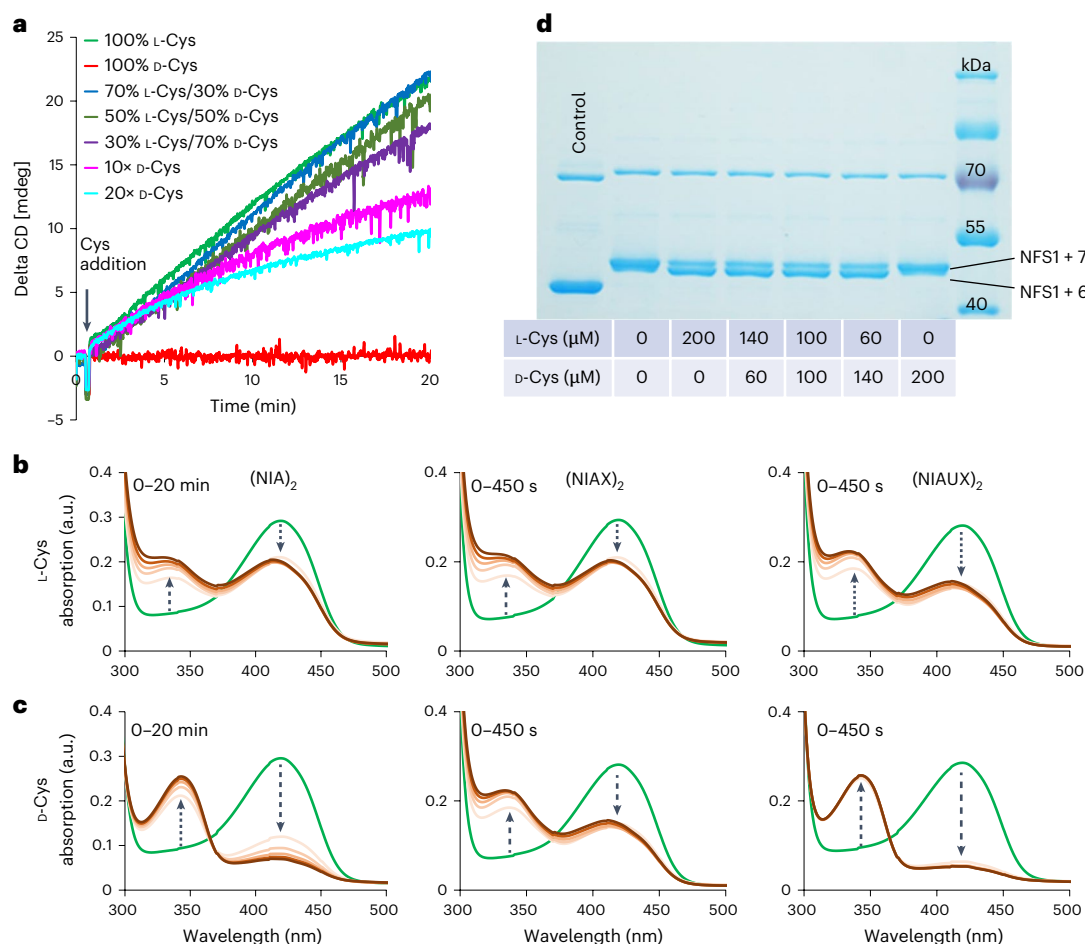 a
25
20
15
10
5
0
–5
Delta CD [mdeg]
100% L-Cys
100% D-Cys
70% L-Cys/30% D-Cys
50% L-Cys/50% D-Cys
30% L-Cys/70% D-Cys
10× D-Cys
20× D-Cys
Cys
addition
0 5 10 15 20
Time (min)
d
Control
kDa
70
55
40
NFS1 + 7
NFS1 + 6
L-Cys (μM) 0 200 140 100 60 0
D-Cys (μM) 0 0 60 100 140 200
b
L-Cys
absorption (a.u.)
0.4
0.3
0.2
0.1
0
0–20 min
(NIA)2
300 350 400 450 500
0.4
0.2
0
0–450 s
(NIAX)2
300 350 400 450 500
0.4
0.2
0
0–450 s
(NIAUX)2
300 350 400 450 500
c
D-Cys
absorption (a.u.)
0.4
0.3
0.2
0.1
0
0–20 min
300 350 400 450 500
Wavelength (nm)
0.4
0.2
0
0–450 s
300 350 400 450 500
Wavelength (nm)
0.4
0.2
0
0–450 s
300 350 400 450 500
Wavelength (nm)